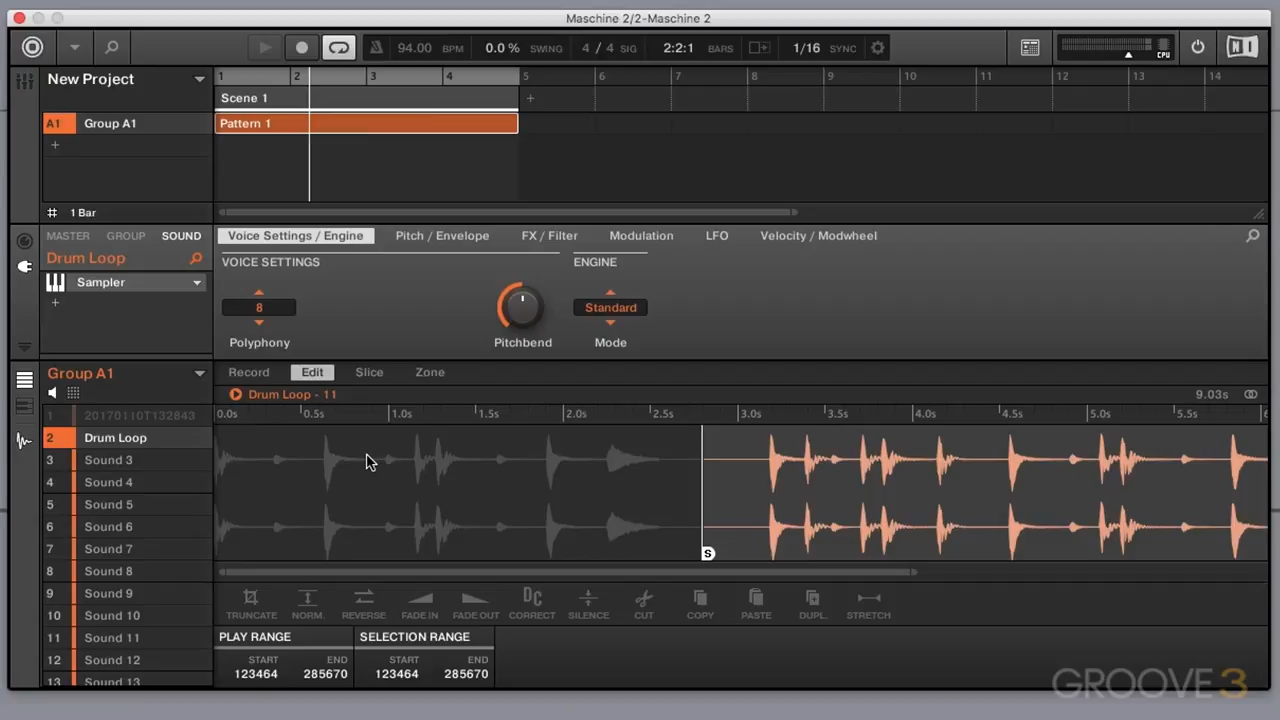 Maschine 2/2-Maschine 2
94.00 BPM 0.0% SWING 4 / 4 SIG 2:2:1 BARS 1/16 SYNC CPU
New Project
1 2 3 4 5 6 7 8 9 10 11 12 13 14
Scene 1 +
A1 Group A1 Pattern 1
+
1 Bar
MASTER GROUP SOUND
Voice Settings / Engine Pitch / Envelope FX / Filter Modulation LFO Velocity / Modwheel
Drum Loop
VOICE SETTINGS ENGINE
Sampler
+
8 Standard
Polyphony Pitchbend Mode
Group A1
Record Edit Slice Zone
Drum Loop - 11 9.03s
0.0s 0.5s 1.0s 1.5s 2.0s 2.5s 3.0s 3.5s 4.0s 4.5s 5.0s 5.5s 6
1 20170110T132843
2 Drum Loop
3 Sound 3
4 Sound 4
5 Sound 5
6 Sound 6
7 Sound 7
8 Sound 8
9 Sound 9
10 Sound 10
11 Sound 11
12 Sound 12
13 Sound 13
S
TRUNCATE NORM. REVERSE FADE IN FADE OUT CORRECT SILENCE CUT COPY PASTE DUPL. STRETCH
PLAY RANGE SELECTION RANGE
START END START END
123464 285670 123464 285670
GROOVE3